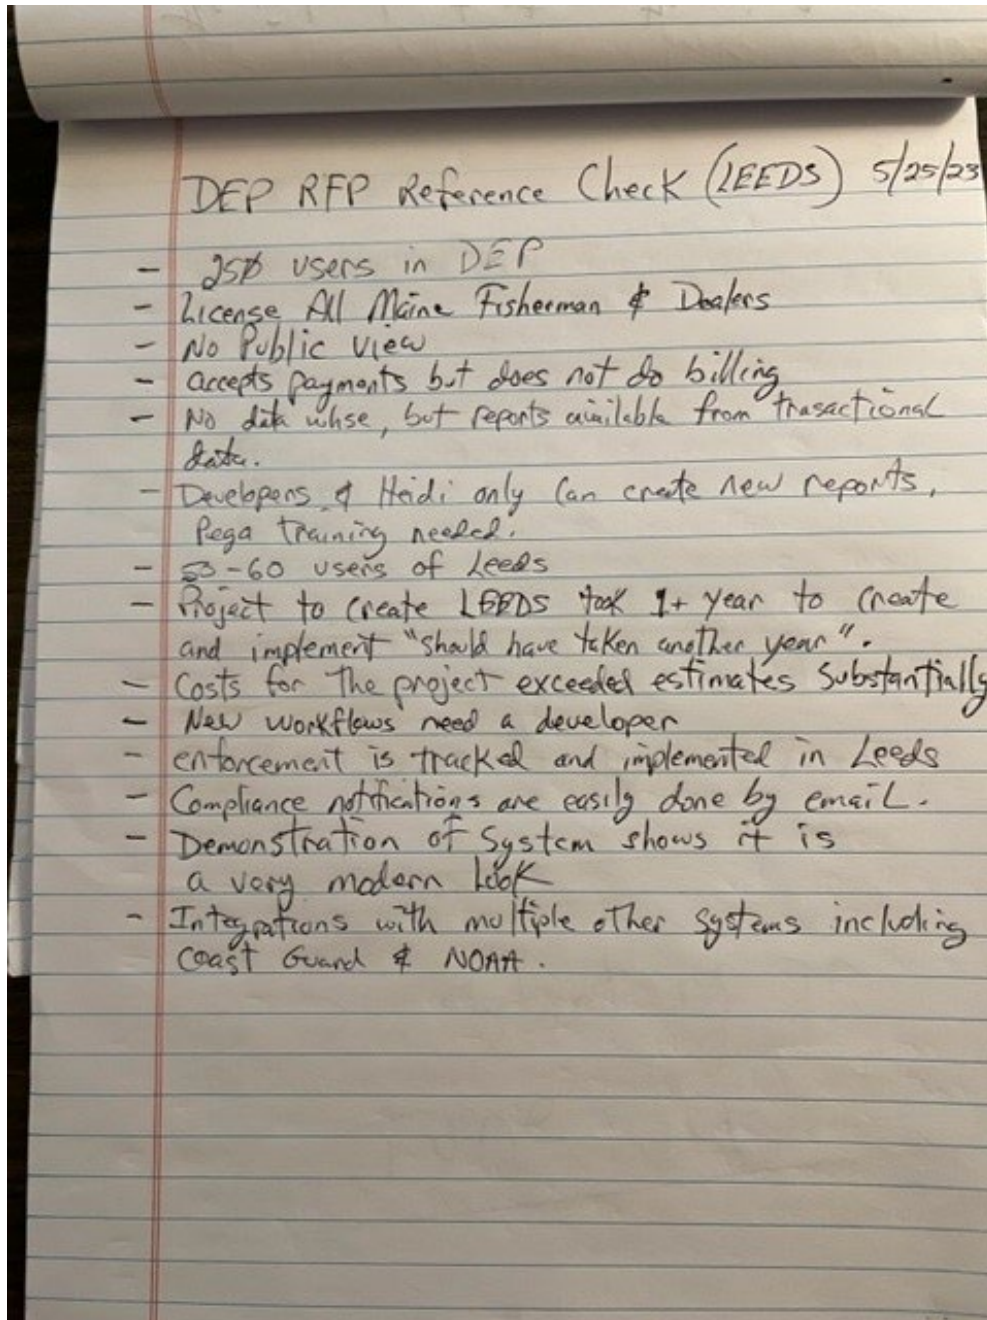 DEP RFP Reference Check (LEEDS) 5/25/23
- 250 users in DEP
- License All Maine Fisherman & Dealers
- No Public view
- accepts payments but does not do billing
- No data whse, but reports available from trasactional
data.
- Developers & Heidi only can create new reports,
Pega training needed.
- 50-60 users of Leeds
- Project to create LEEDS took 1+ year to create
and implement "should have taken another year".
- Costs for the project exceeded estimates substantially
- New workflows need a developer
- enforcement is tracked and implemented in Leeds
- Compliance notifications are easily done by email.
- Demonstration of System shows it is
a very modern look
- Integrations with multiple other systems including
Coast Guard & NOAA.